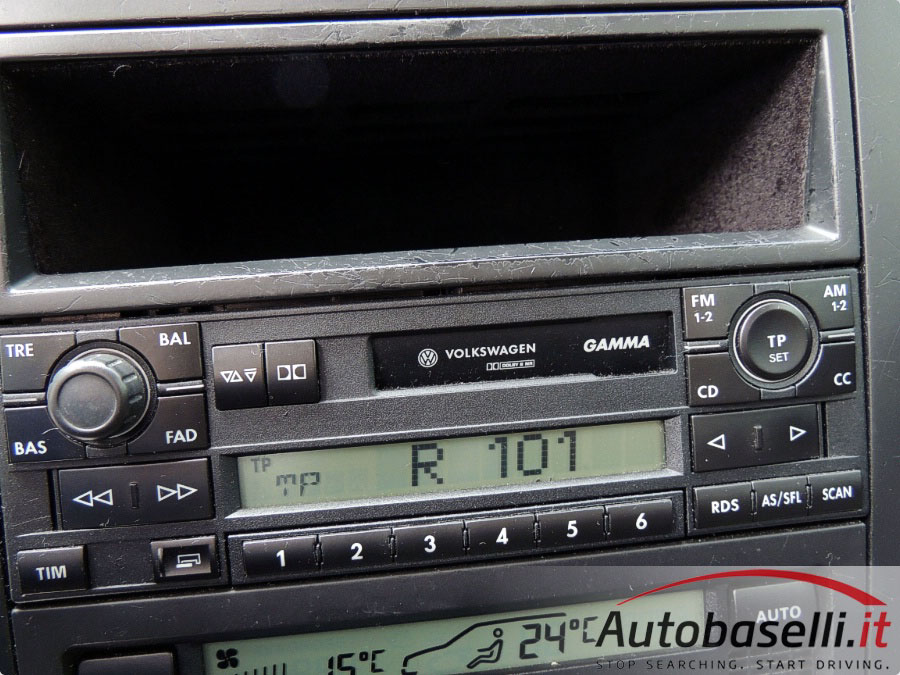 TRE
BAL
BAS
FAD
VOLKSWAGEN
DOLBY B NR
GAMMA
FM
1-2
AM
1-2
TP
SET
CD
CC
TP
R 101
RDS
AS/SFL
SCAN
1 2 3 4 5 6
TIM
15°C
24°C
AUTO
Autobaselli.it
STOP SEARCHING. START DRIVING.